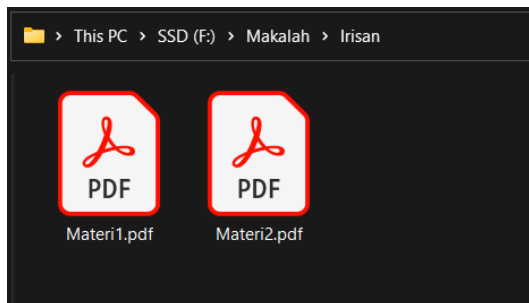 > This PC > SSD (F:) > Makalah > Irisan
PDF PDF
Materi1.pdf Materi2.pdf